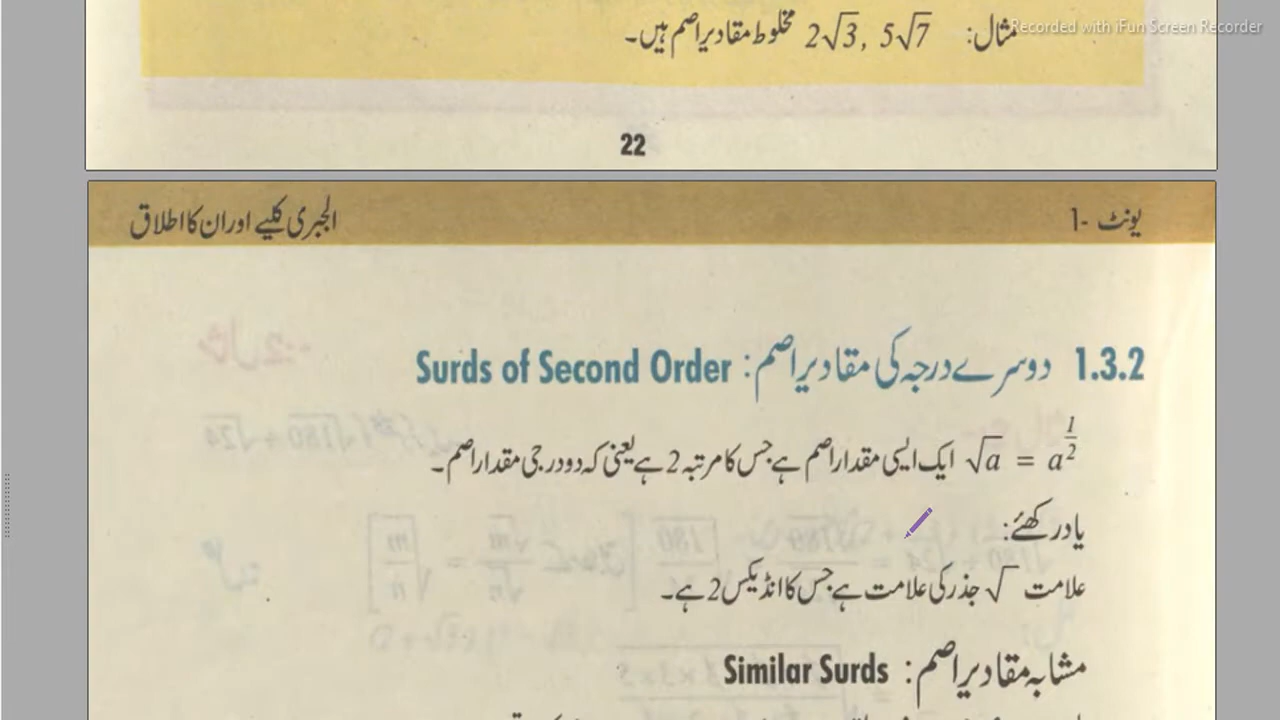 Recorded with iFun Screen Recorder
مثال: 2√3, 5√7 مخلوط مقادیر اصم ہیں۔
22
یونٹ -1
الجبری کلیے اور ان کا اطلاق
1.3.2 دوسرے درجہ کی مقادیر اصم : Surds of Second Order
√a = a^(1/2) ایک ایسی مقدار اصم ہے جس کا مرتبہ 2 ہے یعنی کہ دو درجی مقدار اصم۔
یاد رکھئے:
علامت √ جذر کی علامت ہے جس کا انڈیکس 2 ہے۔
مشابہ مقادیر اصم : Similar Surds